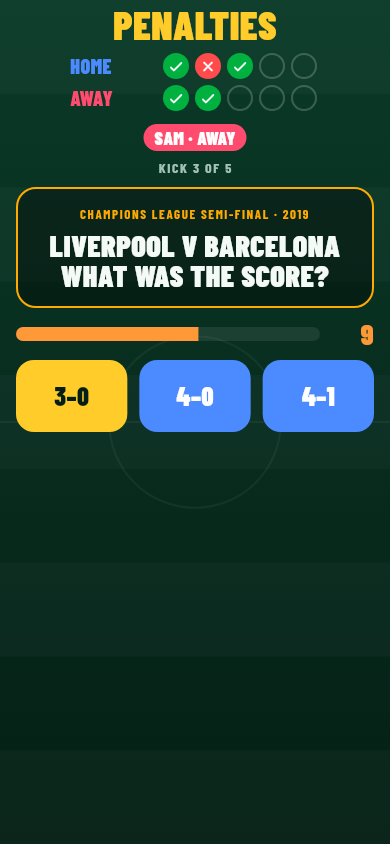 PENALTIES
HOME
AWAY
SAM · AWAY
KICK 3 OF 5
CHAMPIONS LEAGUE SEMI-FINAL · 2019
LIVERPOOL V BARCELONA
WHAT WAS THE SCORE?
9
3–0 4–0 4–1